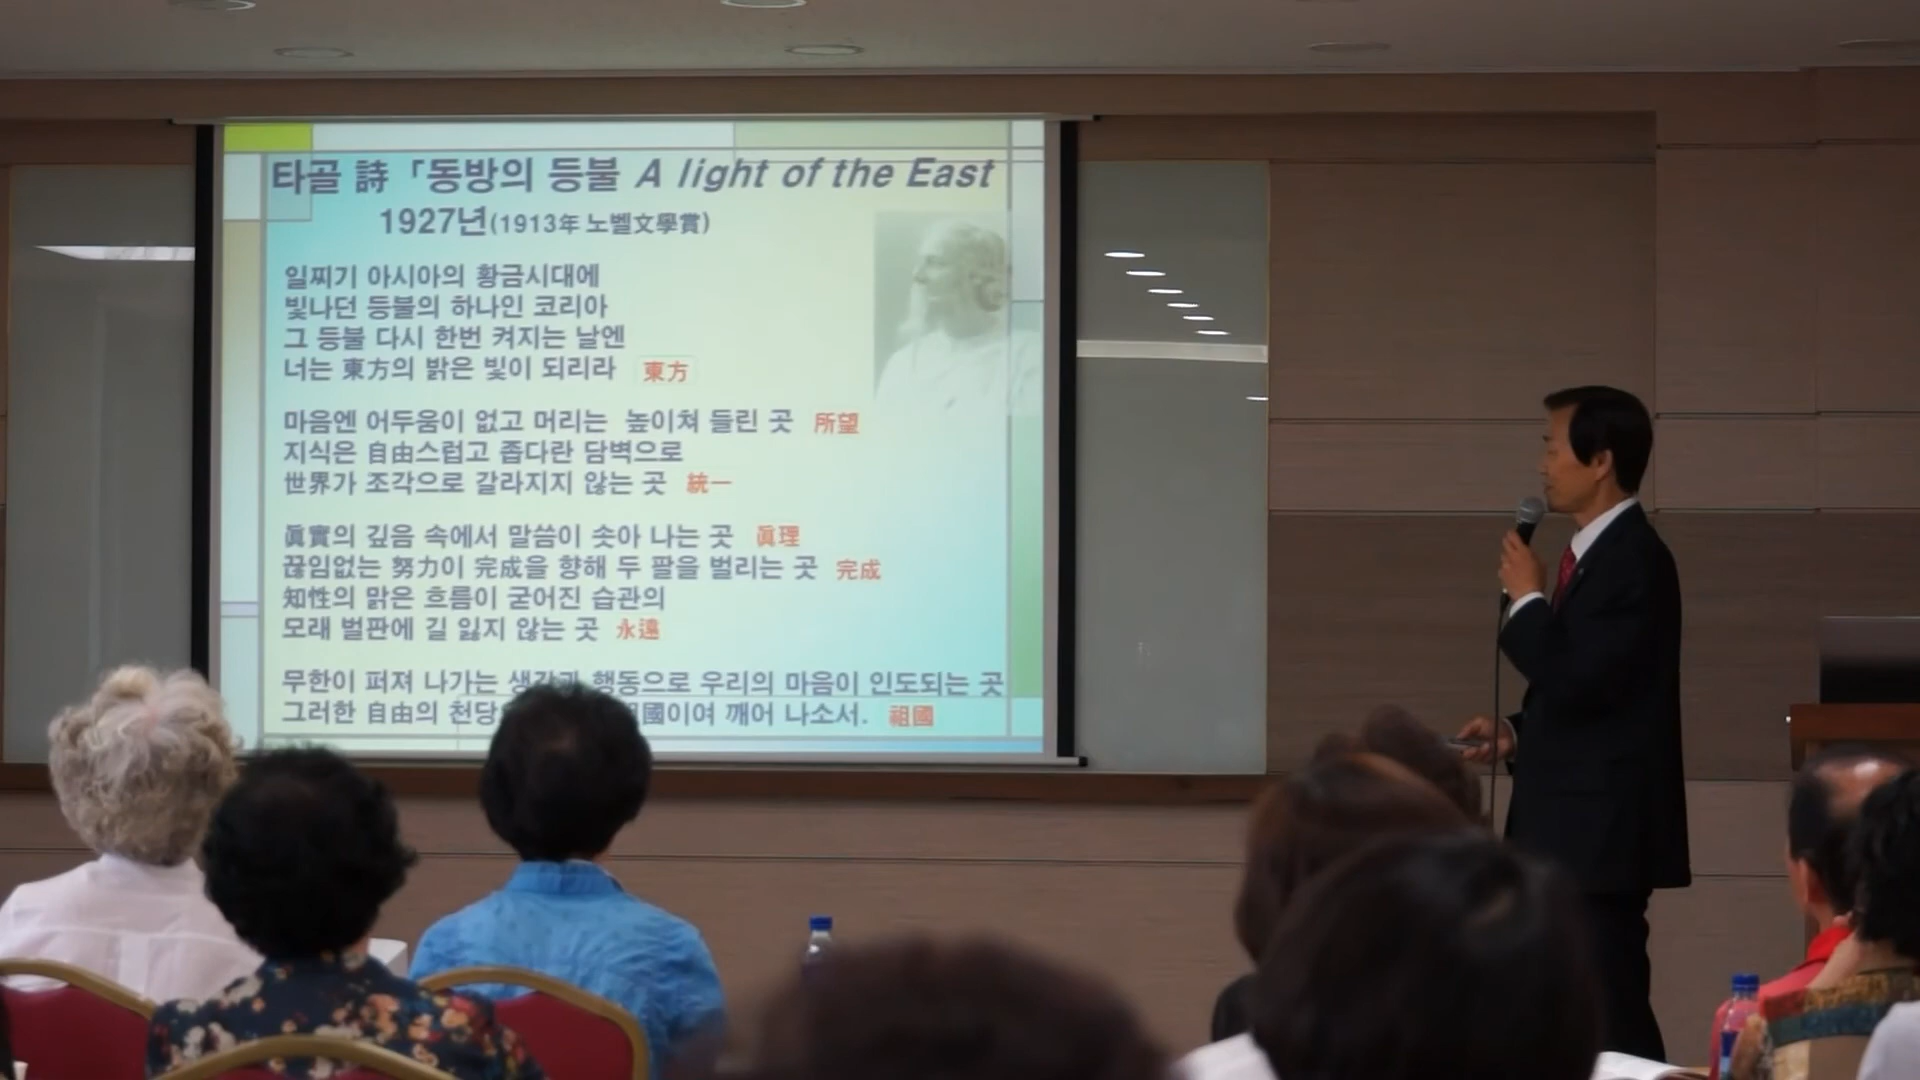 타골 詩 「동방의 등불 A light of the East
1927년(1913年 노벨文學賞)
일찌기 아시아의 황금시대에
빛나던 등불의 하나인 코리아
그 등불 다시 한번 켜지는 날엔
너는 東方의 밝은 빛이 되리라 東方
마음엔 어두움이 없고 머리는 높이쳐 들린 곳 所望
지식은 自由스럽고 좁다란 담벽으로
世界가 조각으로 갈라지지 않는 곳 統一
眞實의 깊음 속에서 말씀이 솟아 나는 곳 眞理
끊임없는 努力이 完成을 향해 두 팔을 벌리는 곳 完成
知性의 맑은 흐름이 굳어진 습관의
모래 벌판에 길 잃지 않는 곳 永遠
무한이 퍼져 나가는 생각과 행동으로 우리의 마음이 인도되는 곳
그러한 自由의 천당 國이여 깨어 나소서. 祖國